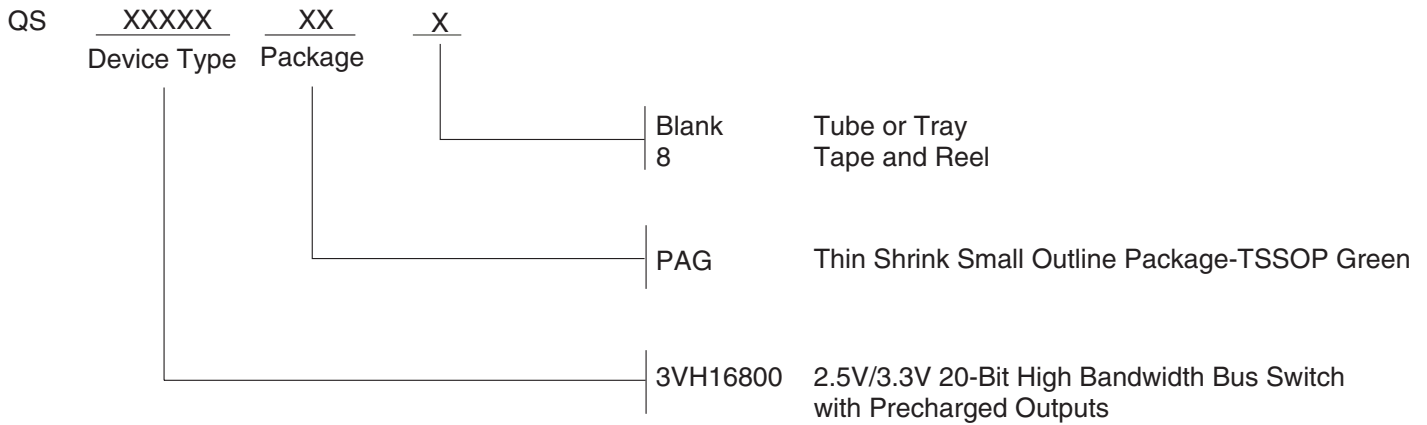 QS XXXXX XX X
Device Type Package
Blank Tube or Tray
8 Tape and Reel
PAG Thin Shrink Small Outline Package-TSSOP Green
3VH16800 2.5V/3.3V 20-Bit High Bandwidth Bus Switch
with Precharged Outputs